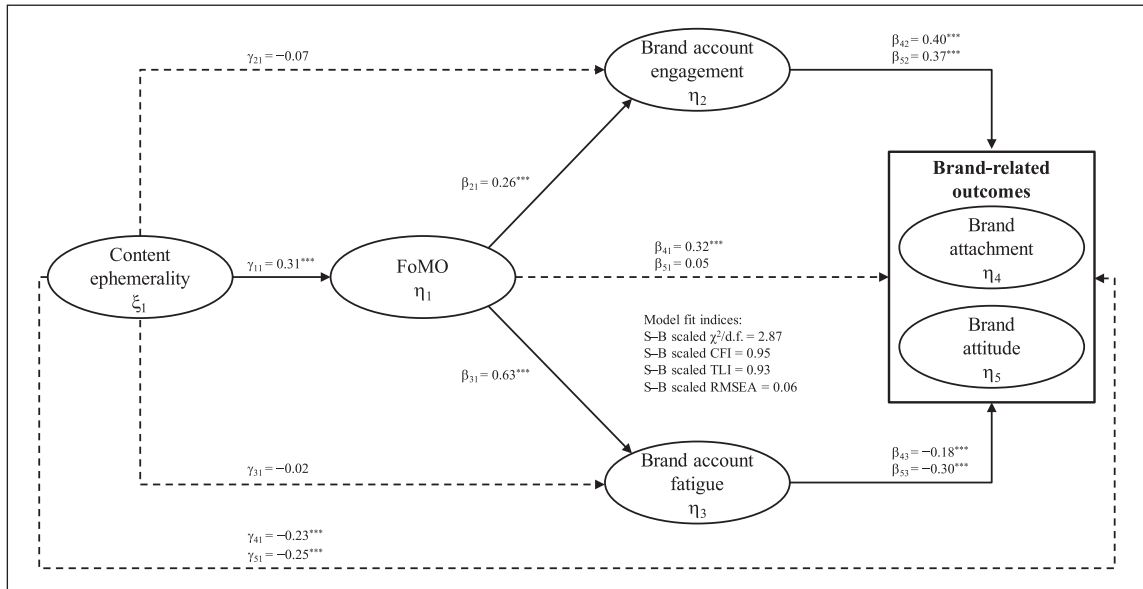 γ21 = −0.07
Brand account
engagement
η2
β42 = 0.40***
β52 = 0.37***
Brand-related
outcomes
Brand
attachment
η4
Brand
attitude
η5
β21 = 0.26***
Content
ephemerality
ξ1
γ11 = 0.31***
FoMO
η1
β41 = 0.32***
β51 = 0.05
Model fit indices:
S–B scaled χ²/d.f. = 2.87
S–B scaled CFI = 0.95
S–B scaled TLI = 0.93
S–B scaled RMSEA = 0.06
β31 = 0.63***
γ31 = −0.02
Brand account
fatigue
η3
β43 = −0.18***
β53 = −0.30***
γ41 = −0.23***
γ51 = −0.25***